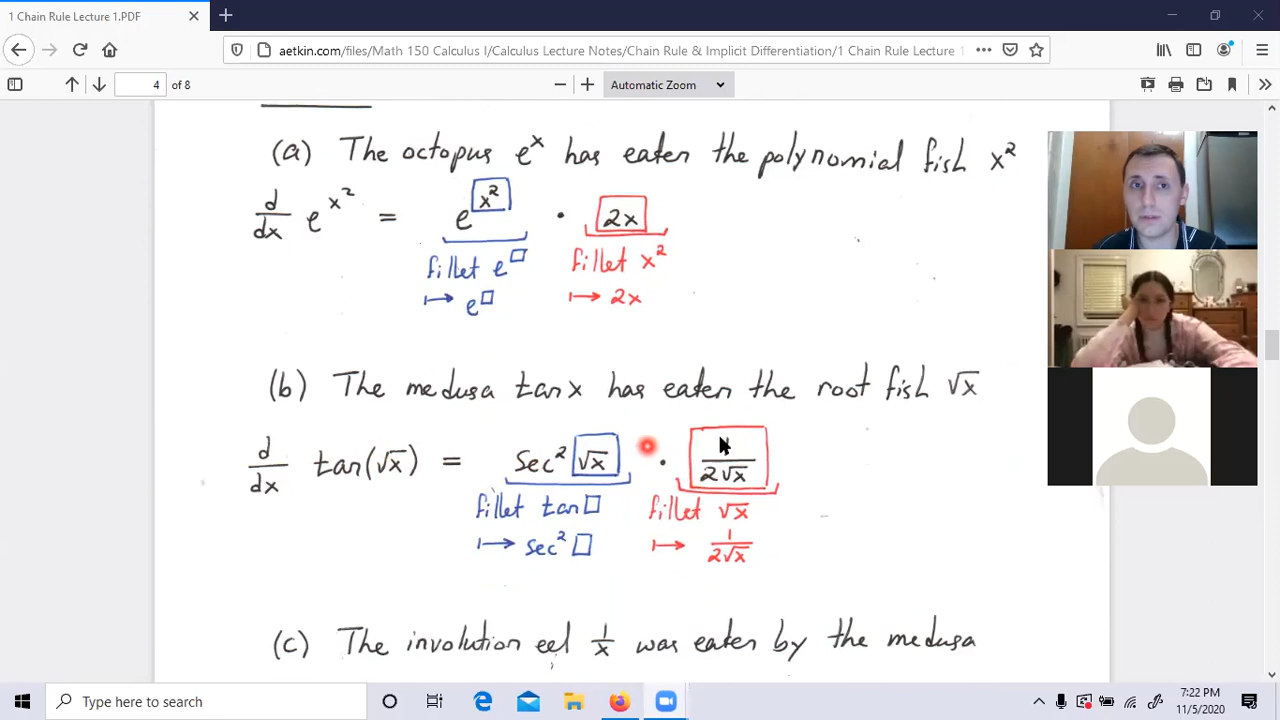 1 Chain Rule Lecture 1.PDF
aetkin.com/files/Math 150 Calculus I/Calculus Lecture Notes/Chain Rule & Implicit Differentiation/1 Chain Rule Lecture 1
4 of 8
Automatic Zoom
(a) The octopus e^x has eaten the polynomial fish x²
d/dx e^x² = e^x² · 2x
fillet e^□ fillet x²
↦ e^□ ↦ 2x
(b) The medusa tan x has eaten the root fish √x
d/dx tan(√x) = Sec² √x · 1/2√x
fillet tan□ fillet √x
↦ sec² □ ↦ 1/2√x
(c) The involution eel 1/x was eaten by the medusa
Type here to search
7:22 PM
11/5/2020